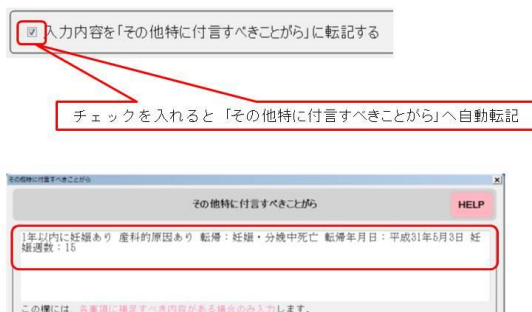 入力内容を「その他特に付言すべきことがら」に転記する
チェックを入れると「その他特に付言すべきことがら」へ自動転記
その他特に付言すべきことがら
その他特に付言すべきことがら
HELP
1年以内に妊娠あり 産科的原因あり 転帰：妊娠・分娩中死亡 転帰年月日：平成31年5月3日 妊
娠週数：15
この欄には、各事項に補足すべき内容がある場合のみ入力します。